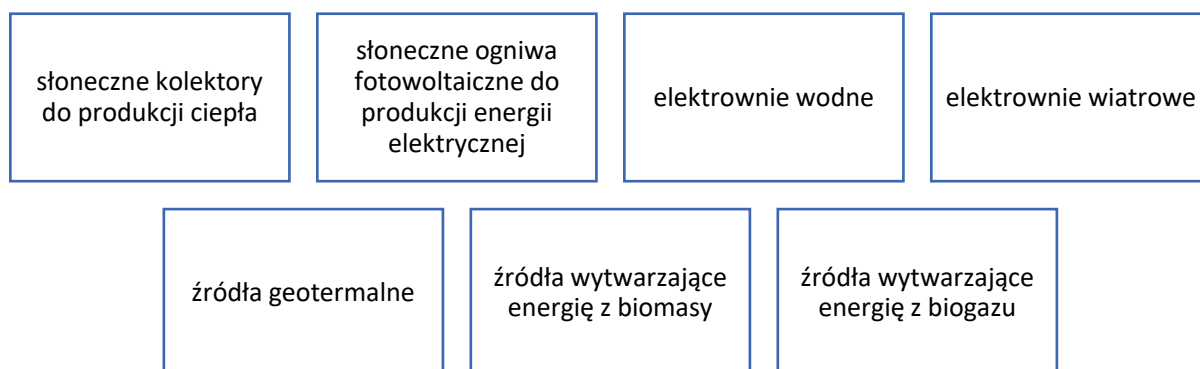 słoneczne kolektory
do produkcji ciepła
słoneczne ogniwa
fotowoltaiczne do
produkcji energii
elektrycznej
elektrownie wodne
elektrownie wiatrowe
źródła geotermalne
źródła wytwarzające
energię z biomasy
źródła wytwarzające
energię z biogazu